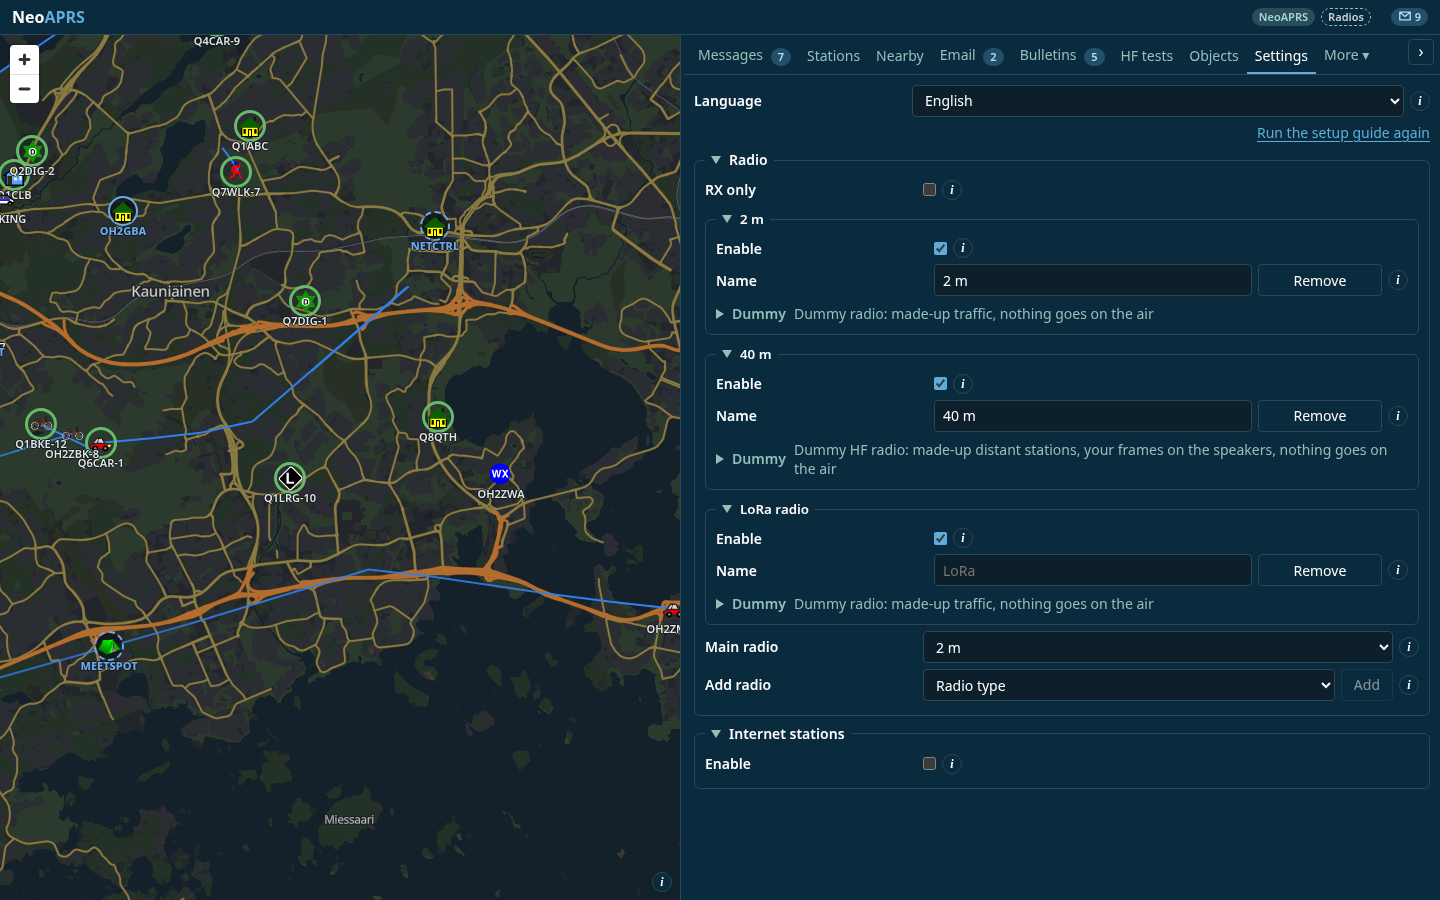 NeoAPRS
NeoAPRS
Radios
9
+
−
Q4CAR-9
Q1ABC
Q2DIG-2
Q7WLK-7
KING
OH2GBA
NETCTRL
Kauniainen
Q7DIG-1
Q1BKE-12
OH2ZBK-8
Q6CAR-1
Q8QTH
WX
OH2ZWA
L
Q1LRG-10
MEETSPOT
Miessaari
i
Messages 7
Stations
Nearby
Email 2
Bulletins 5
HF tests
Objects
Settings
More ▾
›
Language
English
i
Run the setup guide again
Radio
RX only
i
2 m
Enable
i
Name
2 m
Remove
i
Dummy Dummy radio: made-up traffic, nothing goes on the air
40 m
Enable
i
Name
40 m
Remove
i
Dummy Dummy HF radio: made-up distant stations, your frames on the speakers, nothing goes on
the air
LoRa radio
Enable
i
Name
LoRa
Remove
i
Dummy Dummy radio: made-up traffic, nothing goes on the air
Main radio
2 m
i
Add radio
Radio type
Add
i
Internet stations
Enable
i